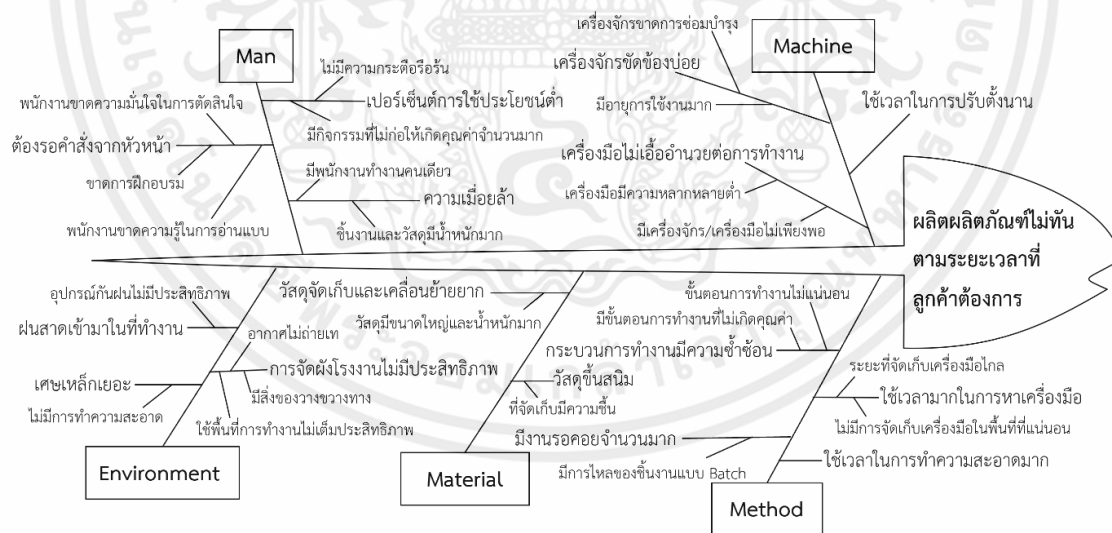 Man
ไม่มีความกระตือรือร้น
เปอร์เซ็นต์การใช้ประโยชน์ต่ำ
มีกิจกรรมที่ไม่ก่อให้เกิดคุณค่าจำนวนมาก
พนักงานขาดความมั่นใจในการตัดสินใจ
ต้องรอคำสั่งจากหัวหน้า
ขาดการฝึกอบรม
พนักงานขาดความรู้ในการอ่านแบบ
มีพนักงานทำงานคนเดียว
ความเมื่อยล้า
ชิ้นงานและวัสดุมีน้ำหนักมาก
Machine
เครื่องจักรขาดการซ่อมบำรุง
เครื่องจักรขัดข้องบ่อย
มีอายุการใช้งานมาก
ใช้เวลาในการปรับตั้งนาน
เครื่องมือไม่เอื้ออำนวยต่อการทำงาน
เครื่องมือมีความหลากหลายต่ำ
มีเครื่องจักร/เครื่องมือไม่เพียงพอ
ผลิตผลิตภัณฑ์ไม่ทัน
ตามระยะเวลาที่
ลูกค้าต้องการ
อุปกรณ์กันฝนไม่มีประสิทธิภาพ
ฝนสาดเข้ามาในที่ทำงาน
อากาศไม่ถ่ายเท
การจัดผังโรงงานไม่มีประสิทธิภาพ
มีสิ่งของวางขวางทาง
ใช้พื้นที่การทำงานไม่เต็มประสิทธิภาพ
เศษเหล็กเยอะ
ไม่มีการทำความสะอาด
Environment
วัสดุจัดเก็บและเคลื่อนย้ายยาก
วัสดุมีขนาดใหญ่และน้ำหนักมาก
วัสดุขึ้นสนิม
ที่จัดเก็บมีความชื้น
Material
ขั้นตอนการทำงานไม่แน่นอน
มีขั้นตอนการทำงานที่ไม่เกิดคุณค่า
กระบวนการทำงานมีความซ้ำซ้อน
ระยะที่จัดเก็บเครื่องมือไกล
ใช้เวลามากในการหาเครื่องมือ
ไม่มีการจัดเก็บเครื่องมือในพื้นที่ที่แน่นอน
มีงานรอคอยจำนวนมาก
มีการไหลของชิ้นงานแบบ Batch
ใช้เวลาในการทำความสะอาดมาก
Method